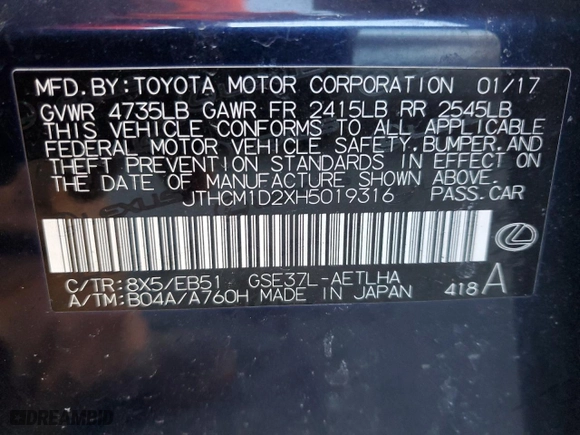 MFD.BY:TOYOTA MOTOR CORPORATION 01/17
GVWR 4735LB GAWR FR 2415LB RR 2545LB
THIS VEHICLE CONFORMS TO ALL APPLICABLE
FEDERAL MOTOR VEHICLE SAFETY,BUMPER,AND
THEFT PREVENTION STANDARDS IN EFFECT ON
THE DATE OF MANUFACTURE SHOWN ABOVE.
JTHCM1D2XH5019316 PASS.CAR
C/TR:8X5/EB51 GSE37L-AETLHA
A/TM:B04A/A760H MADE IN JAPAN 418 A
DREAMBID